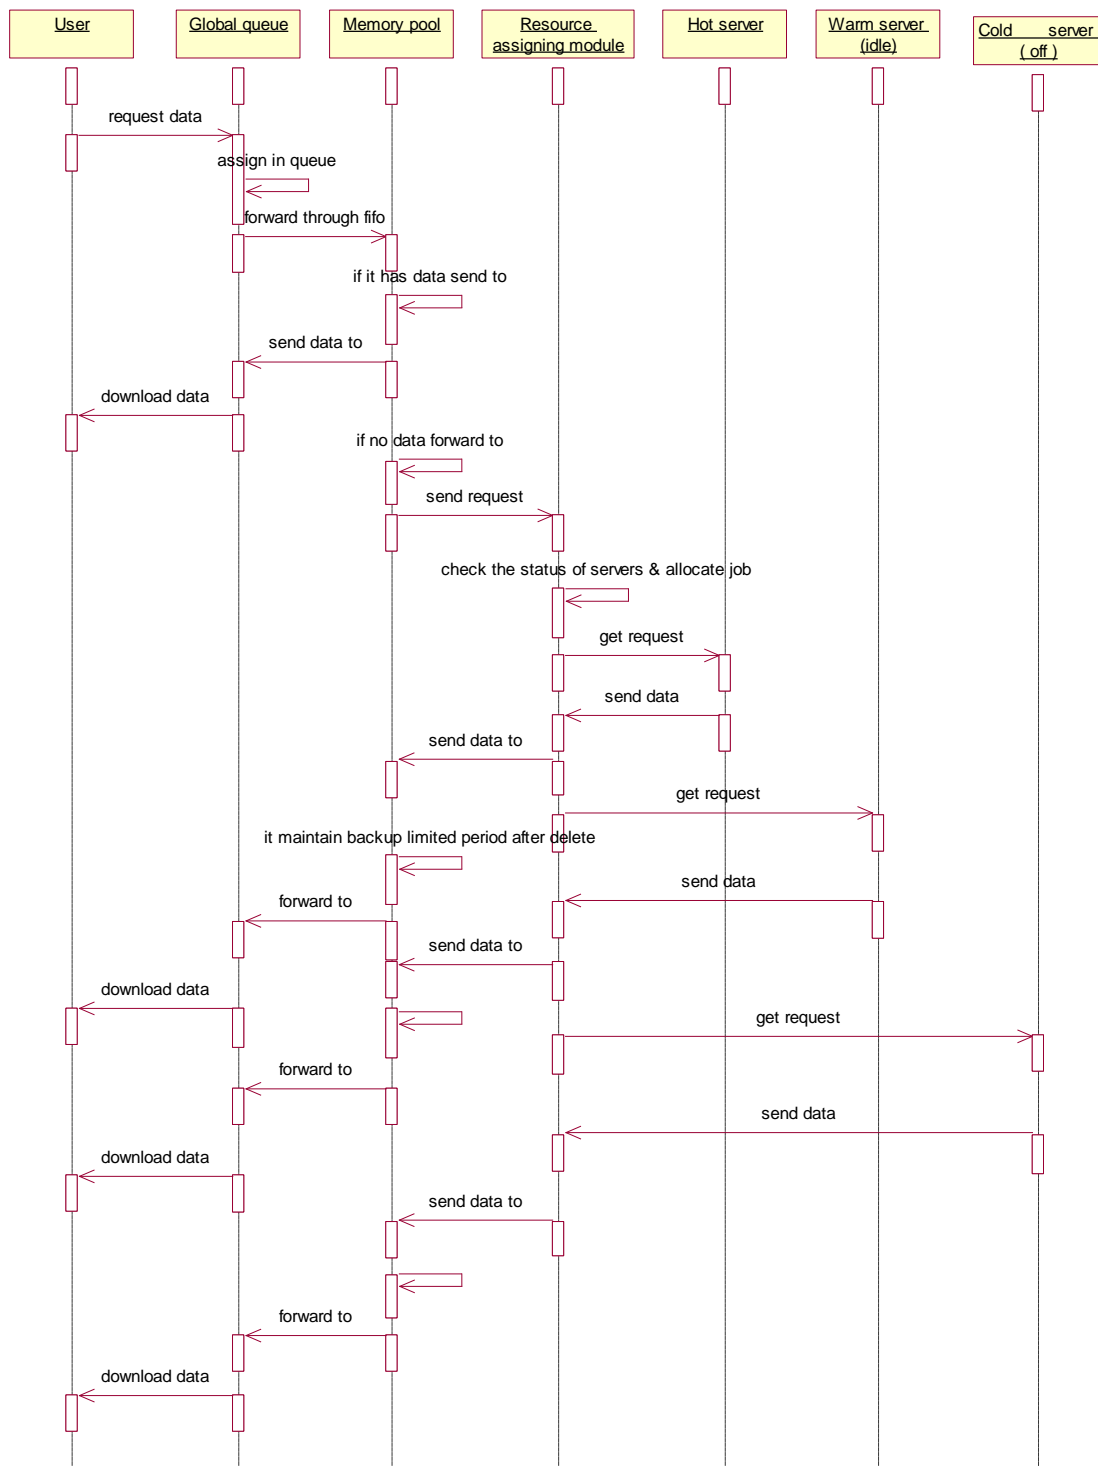 User
Global queue
Memory pool
Resource
assigning module
Hot server
Warm server
(idle)
Cold server
( off )
request data
assign in queue
forward through fifo
if it has data send to
send data to
download data
if no data forward to
send request
check the status of servers & allocate job
get request
send data
send data to
get request
it maintain backup limited period after delete
send data
forward to
send data to
download data
get request
forward to
send data
download data
send data to
forward to
download data